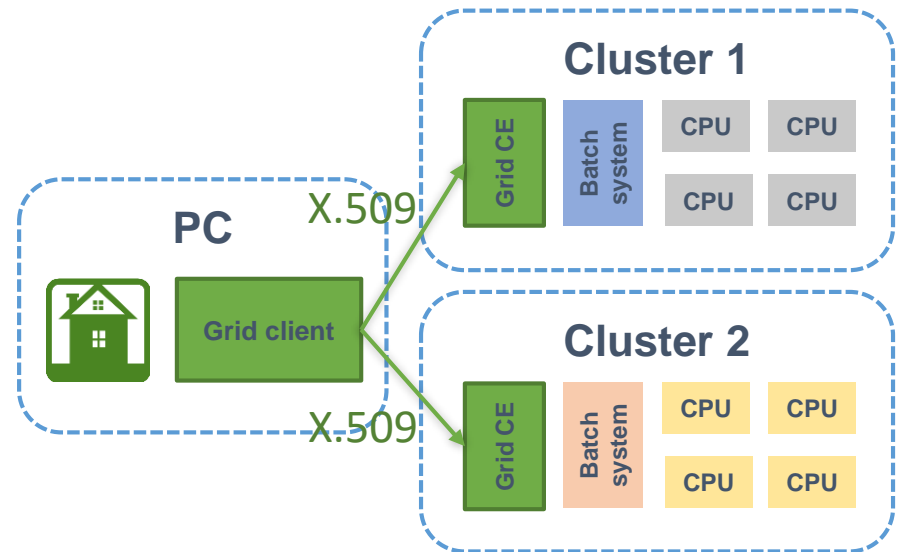 Cluster 1
Grid CE
Batch
system
CPU
CPU
CPU
CPU
X.509
PC
Grid client
X.509
Cluster 2
Grid CE
Batch
system
CPU
CPU
CPU
CPU